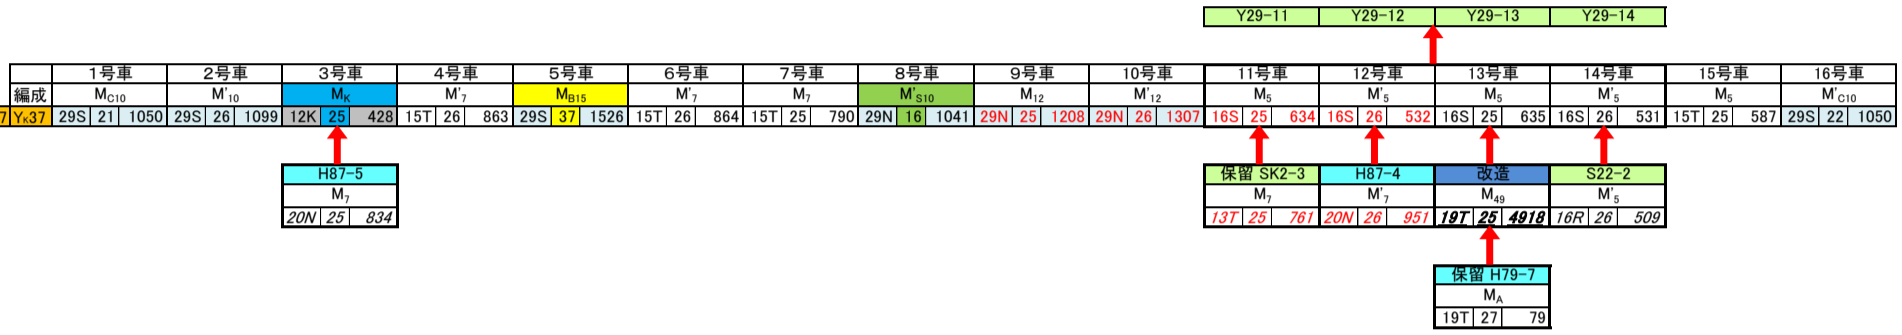 Y29-11 Y29-12 Y29-13 Y29-14
1号車 2号車 3号車 4号車 5号車 6号車 7号車 8号車 9号車 10号車 11号車 12号車 13号車 14号車 15号車 16号車
編成 MC10 M'10 MK M'7 MB15 M'7 M7 M'S10 M12 M'12 M5 M'5 M5 M'5 M5 M'C10
7 YK37 29S 21 1050 29S 26 1099 12K 25 428 15T 26 863 29S 37 1526 15T 26 864 15T 25 790 29N 16 1041 29N 25 1208 29N 26 1307 16S 25 634 16S 26 532 16S 25 635 16S 26 531 15T 25 587 29S 22 1050
H87-5 保留 SK2-3 H87-4 改造 S22-2
M7 M7 M'7 M49 M'5
20N 25 834 13T 25 761 20N 26 951 19T 25 4918 16R 26 509
保留 H79-7
MA
19T 27 79